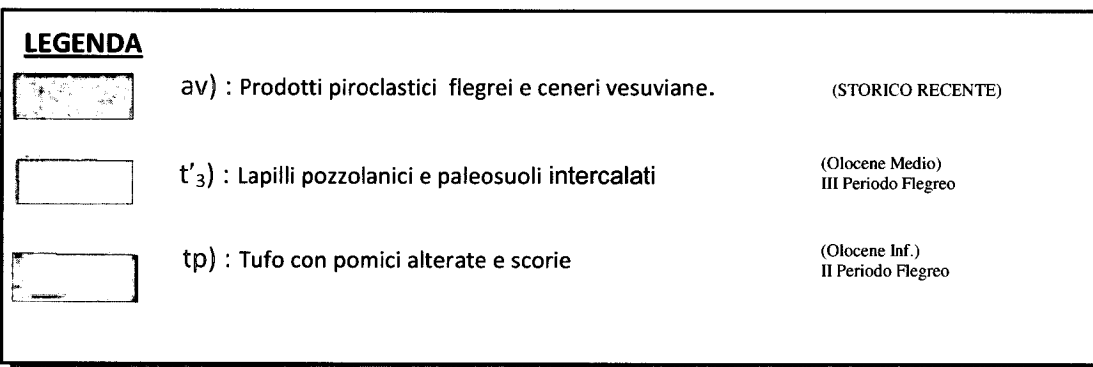 LEGENDA
av) : Prodotti piroclastici flegrei e ceneri vesuviane. (STORICO RECENTE)
t'₃) : Lapilli pozzolanici e paleosuoli intercalati (Olocene Medio)
III Periodo Flegreo
tp) : Tufo con pomici alterate e scorie (Olocene Inf.)
II Periodo Flegreo